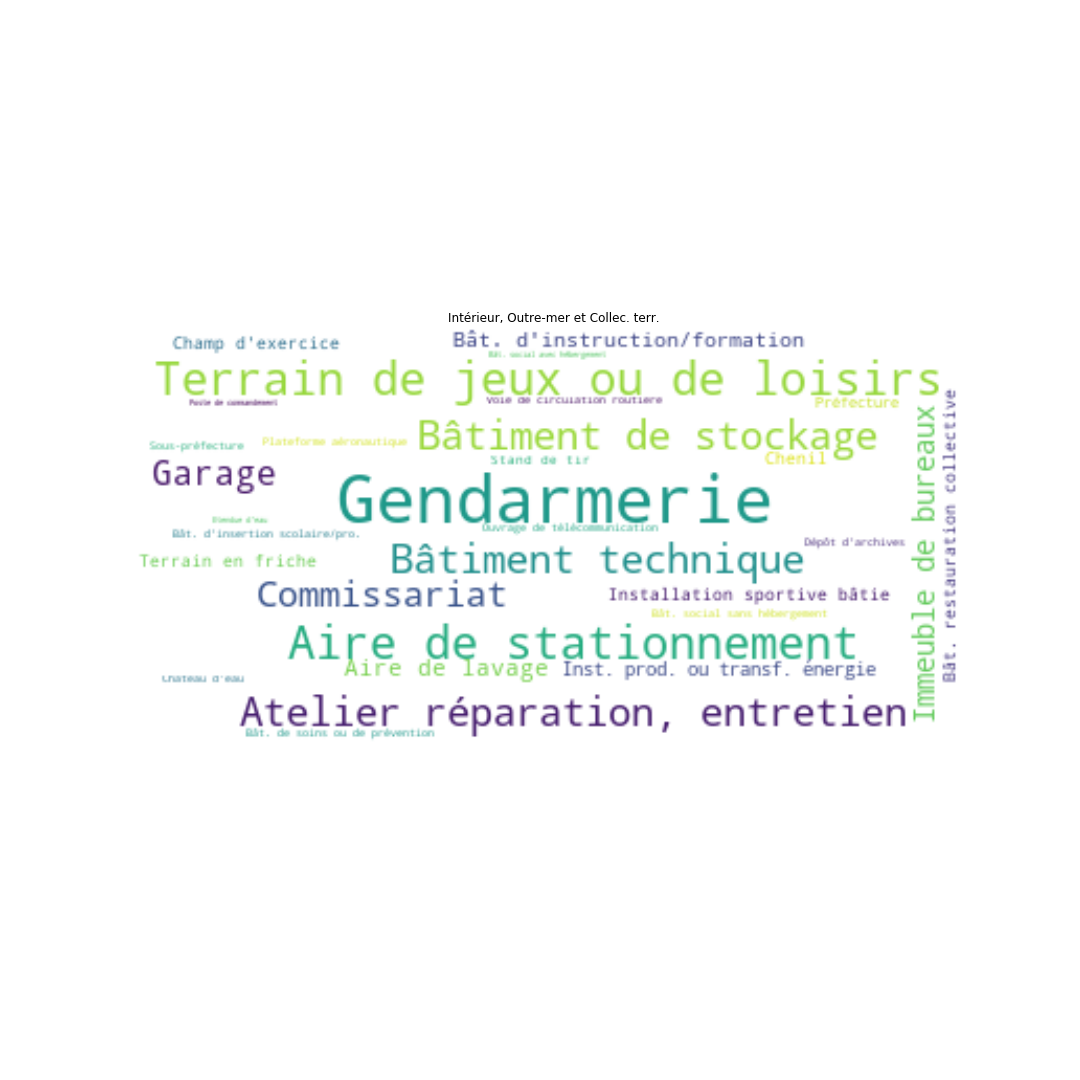 Intérieur, Outre-mer et Collec. terr.
Champ d'exercice
Bât. d'instruction/formation
Bât. social avec hébergement
Terrain de jeux ou de loisirs
Poste de commandement
Voie de circulation routière
Préfecture
Sous-préfecture
Plateforme aéronautique
Bâtiment de stockage
Garage
Stand de tir
Chenil
Gendarmerie
Etendue d'eau
Ouvrage de télécommunication
Bât. d'insertion scolaire/pro.
Dépôt d'archives
Terrain en friche
Bâtiment technique
Commissariat
Installation sportive bâtie
Bât. social sans hébergement
Aire de stationnement
Aire de lavage
Inst. prod. ou transf. énergie
Château d'eau
Atelier réparation, entretien
Bât. de soins ou de prévention
Immeuble de bureaux
Bât. restauration collective